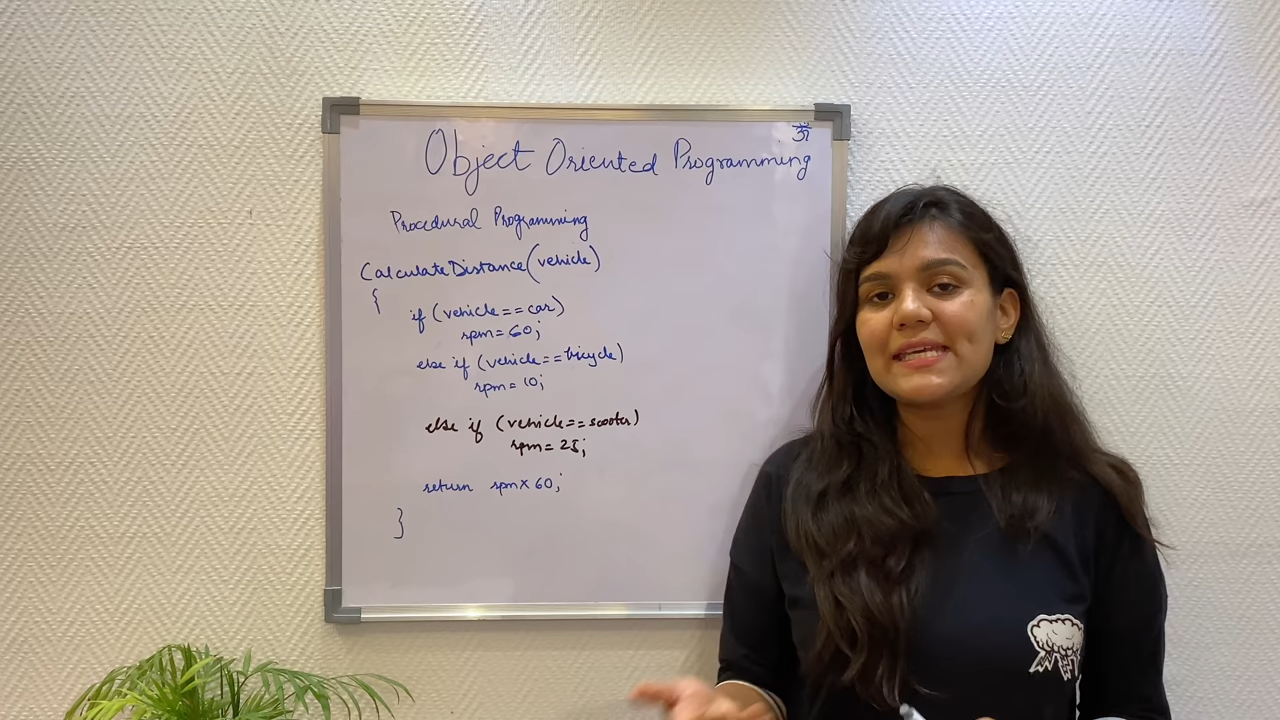 ॐ
Object Oriented Programming
Procedural Programming
CalculateDistance(vehicle)
{
if (vehicle==car)
rpm=60;
else if (vehicle==bicycle)
rpm=10;
else if (vehicle==scooter)
rpm=25;
return rpm×60;
}